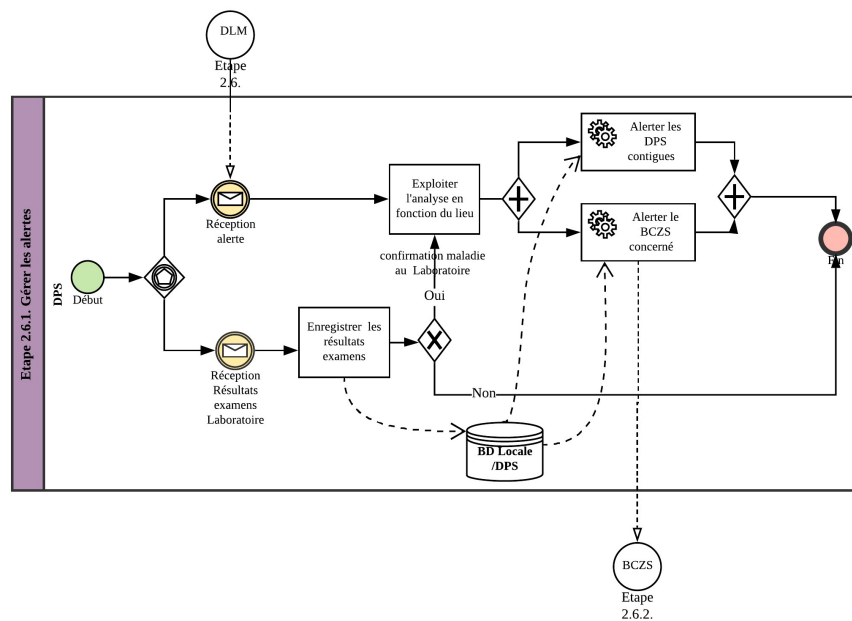 DLM
Etape
2.6.
Etape 2.6.1. Gérer les alertes
DPS
Début
Réception
alerte
Exploiter
l'analyse en
fonction du lieu
Alerter les
DPS
contigues
Alerter le
BCZS
concerné
Fin
confirmation maladie
au Laboratoire
Oui
Réception
Résultats
examens
Laboratoire
Enregistrer les
résultats
examens
Non
BD Locale
/DPS
BCZS
Etape
2.6.2.